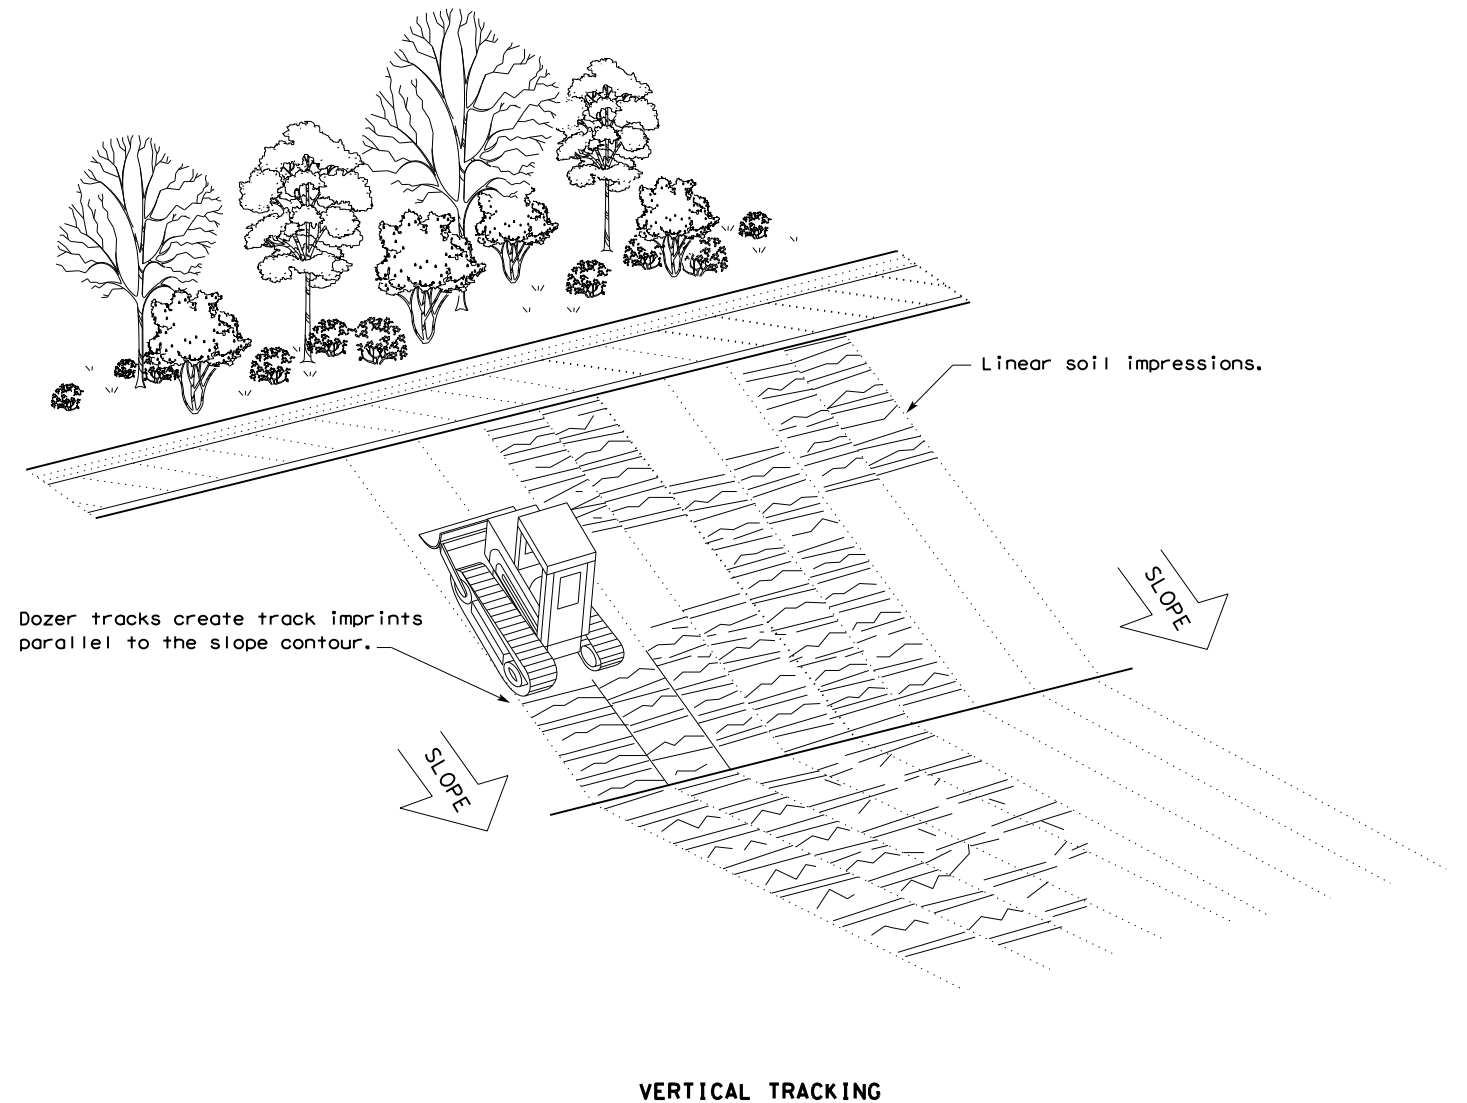 Linear soil impressions.
SLOPE
Dozer tracks create track imprints
parallel to the slope contour.
SLOPE
VERTICAL TRACKING